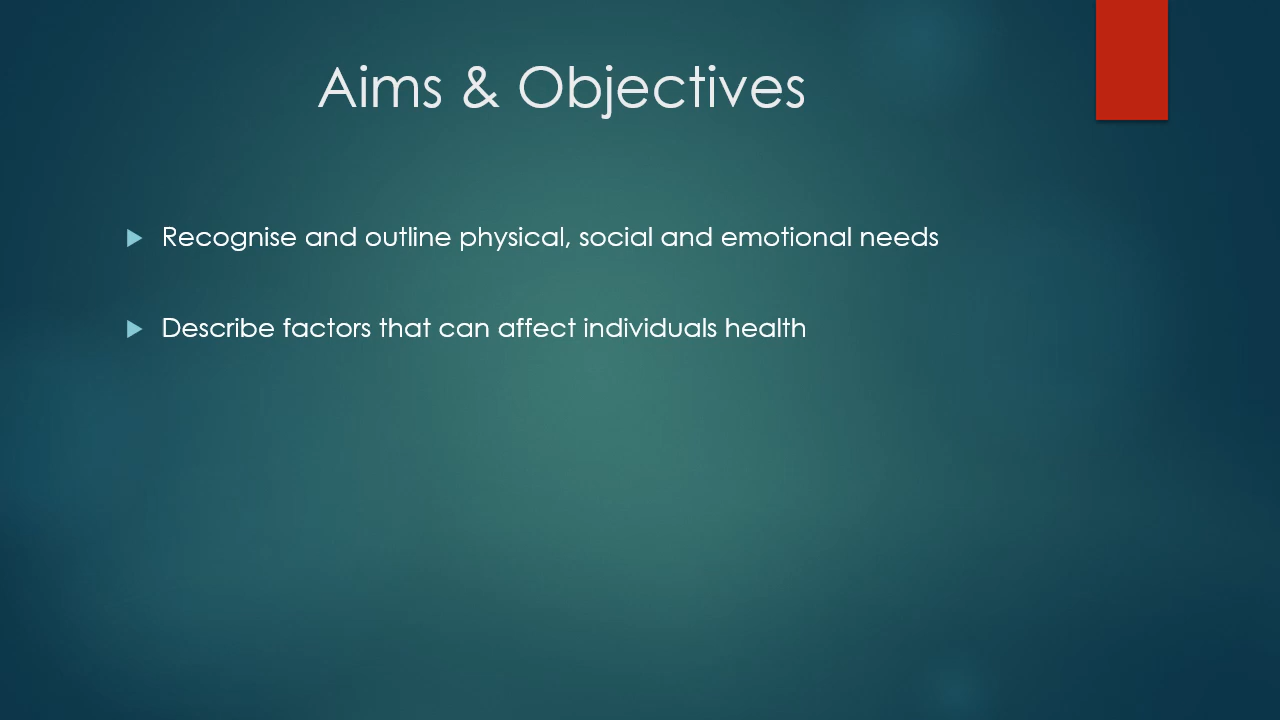 Aims & Objectives
Recognise and outline physical, social and emotional needs
Describe factors that can affect individuals health